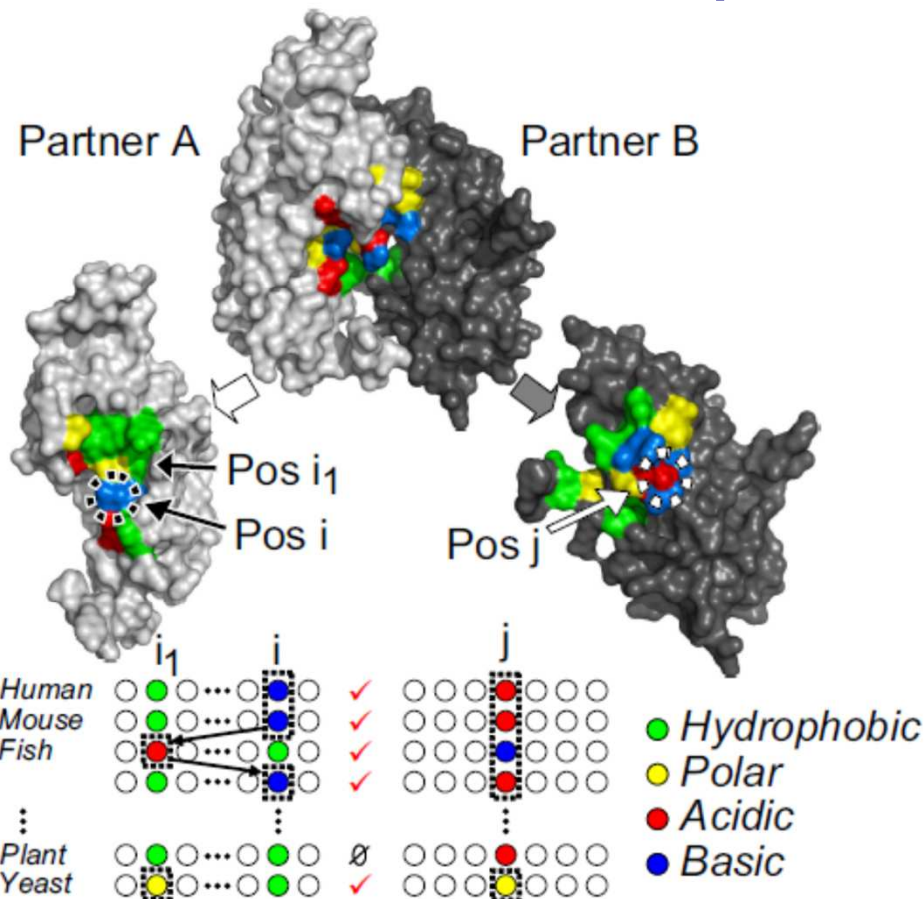 Partner A
Partner B
Pos i1
Pos i
Pos j
i1 i j
Human ✓
Mouse ✓
Fish ✓
✓
Plant Ø
Yeast ✓
Hydrophobic
Polar
Acidic
Basic